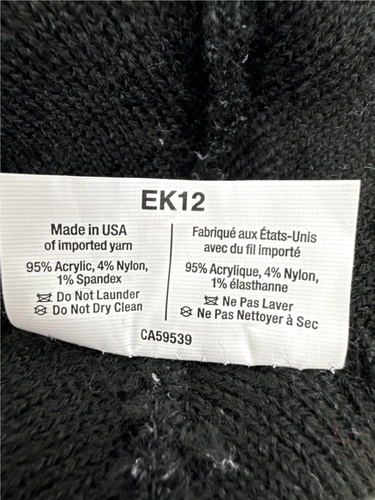 EK12
Made in USA
of imported yarn
95% Acrylic, 4% Nylon,
1% Spandex
Do Not Launder
Do Not Dry Clean
Fabriqué aux États-Unis
avec du fil importé
95% Acrylique, 4% Nylon,
1% élasthanne
Ne Pas Laver
Ne Pas Nettoyer à Sec
CA59539